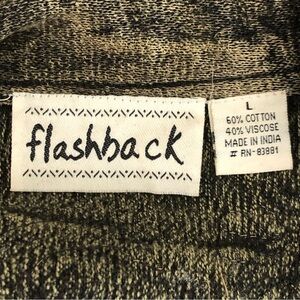 flashback
L
60% COTTON
40% VISCOSE
MADE IN INDIA
# RN-83881